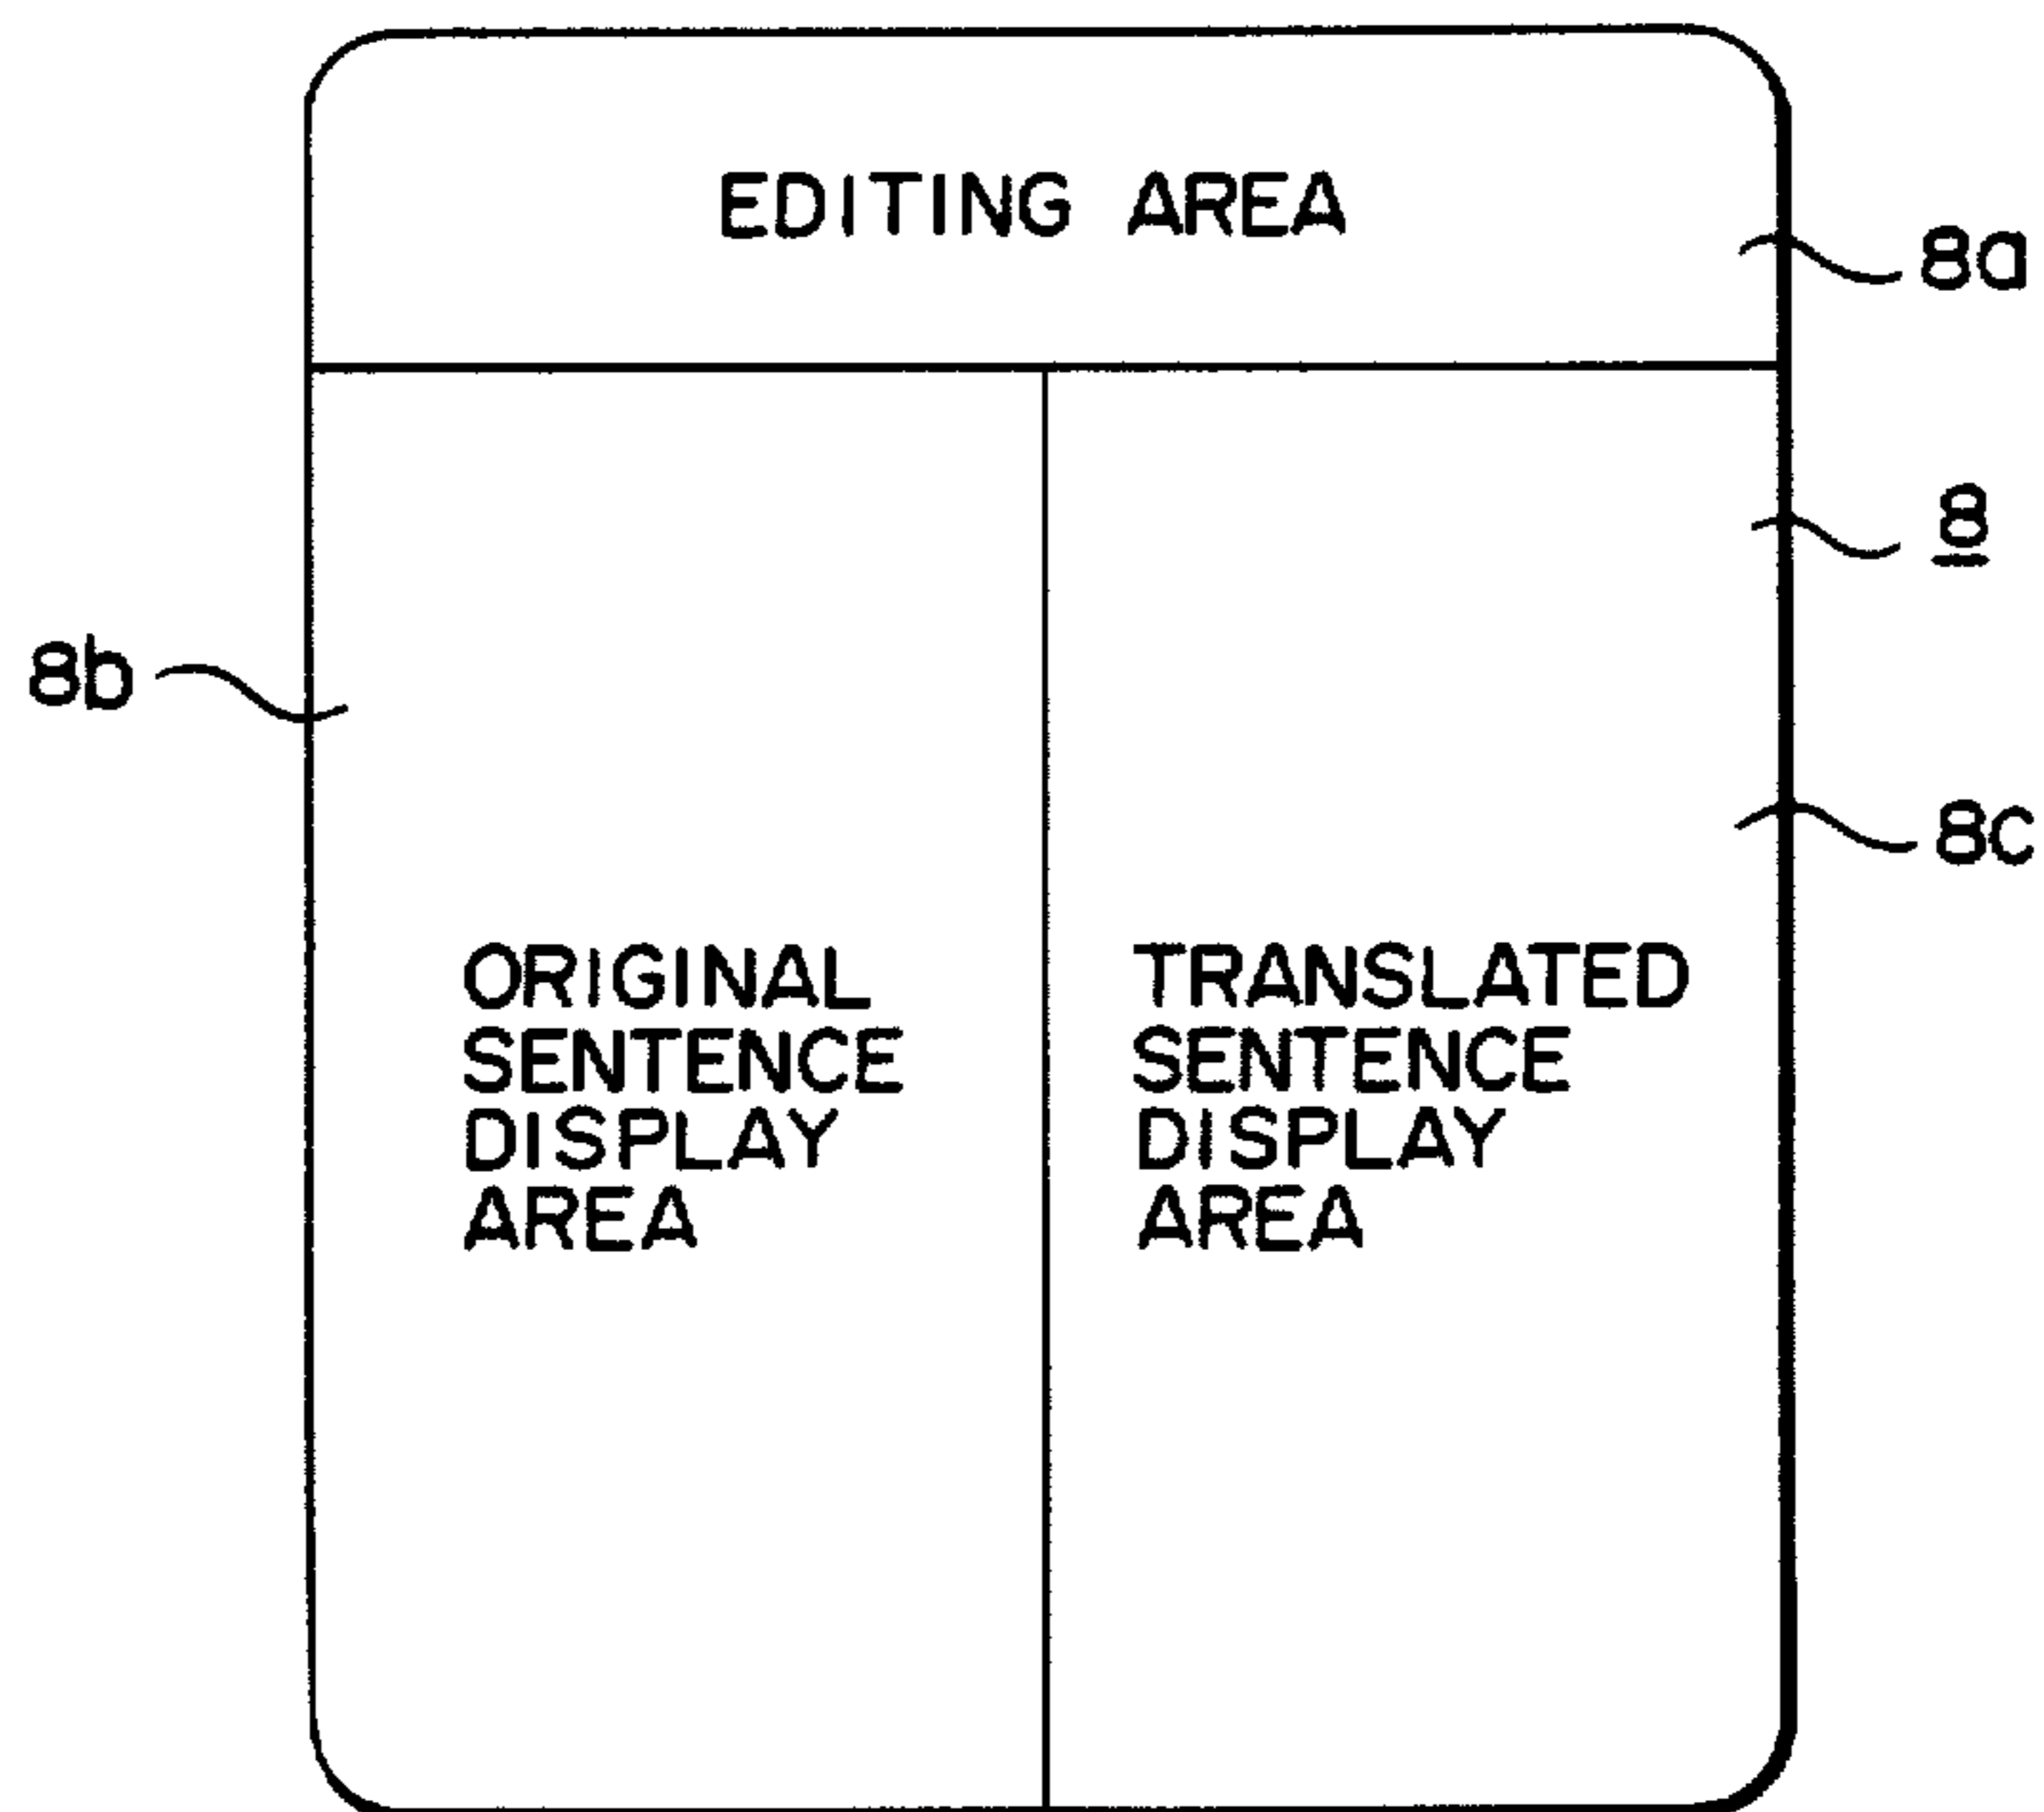 EDITING AREA
8a
8
8b
8c
ORIGINAL
SENTENCE
DISPLAY
AREA
TRANSLATED
SENTENCE
DISPLAY
AREA